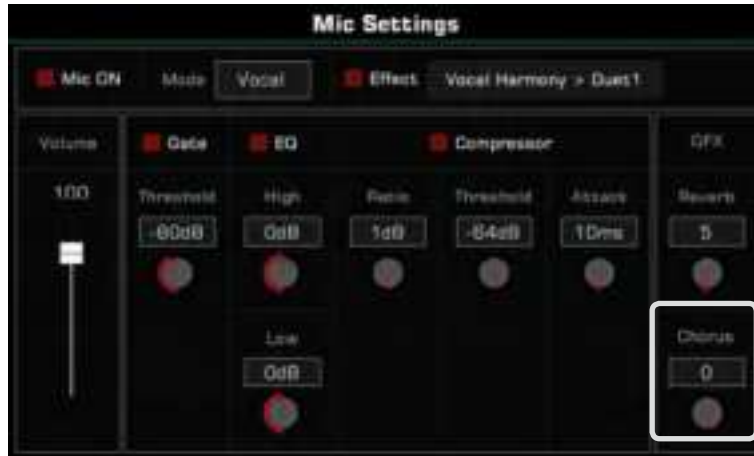 Mic Settings
Mic ON Mode Vocal Effect Vocal Harmony > Duet1
Volume Gate EQ Compressor GFX
100 Threshold High Ratio Threshold Attack Reverb
0dB 1dB -64dB 10ms 5
Low Chorus
0dB 0